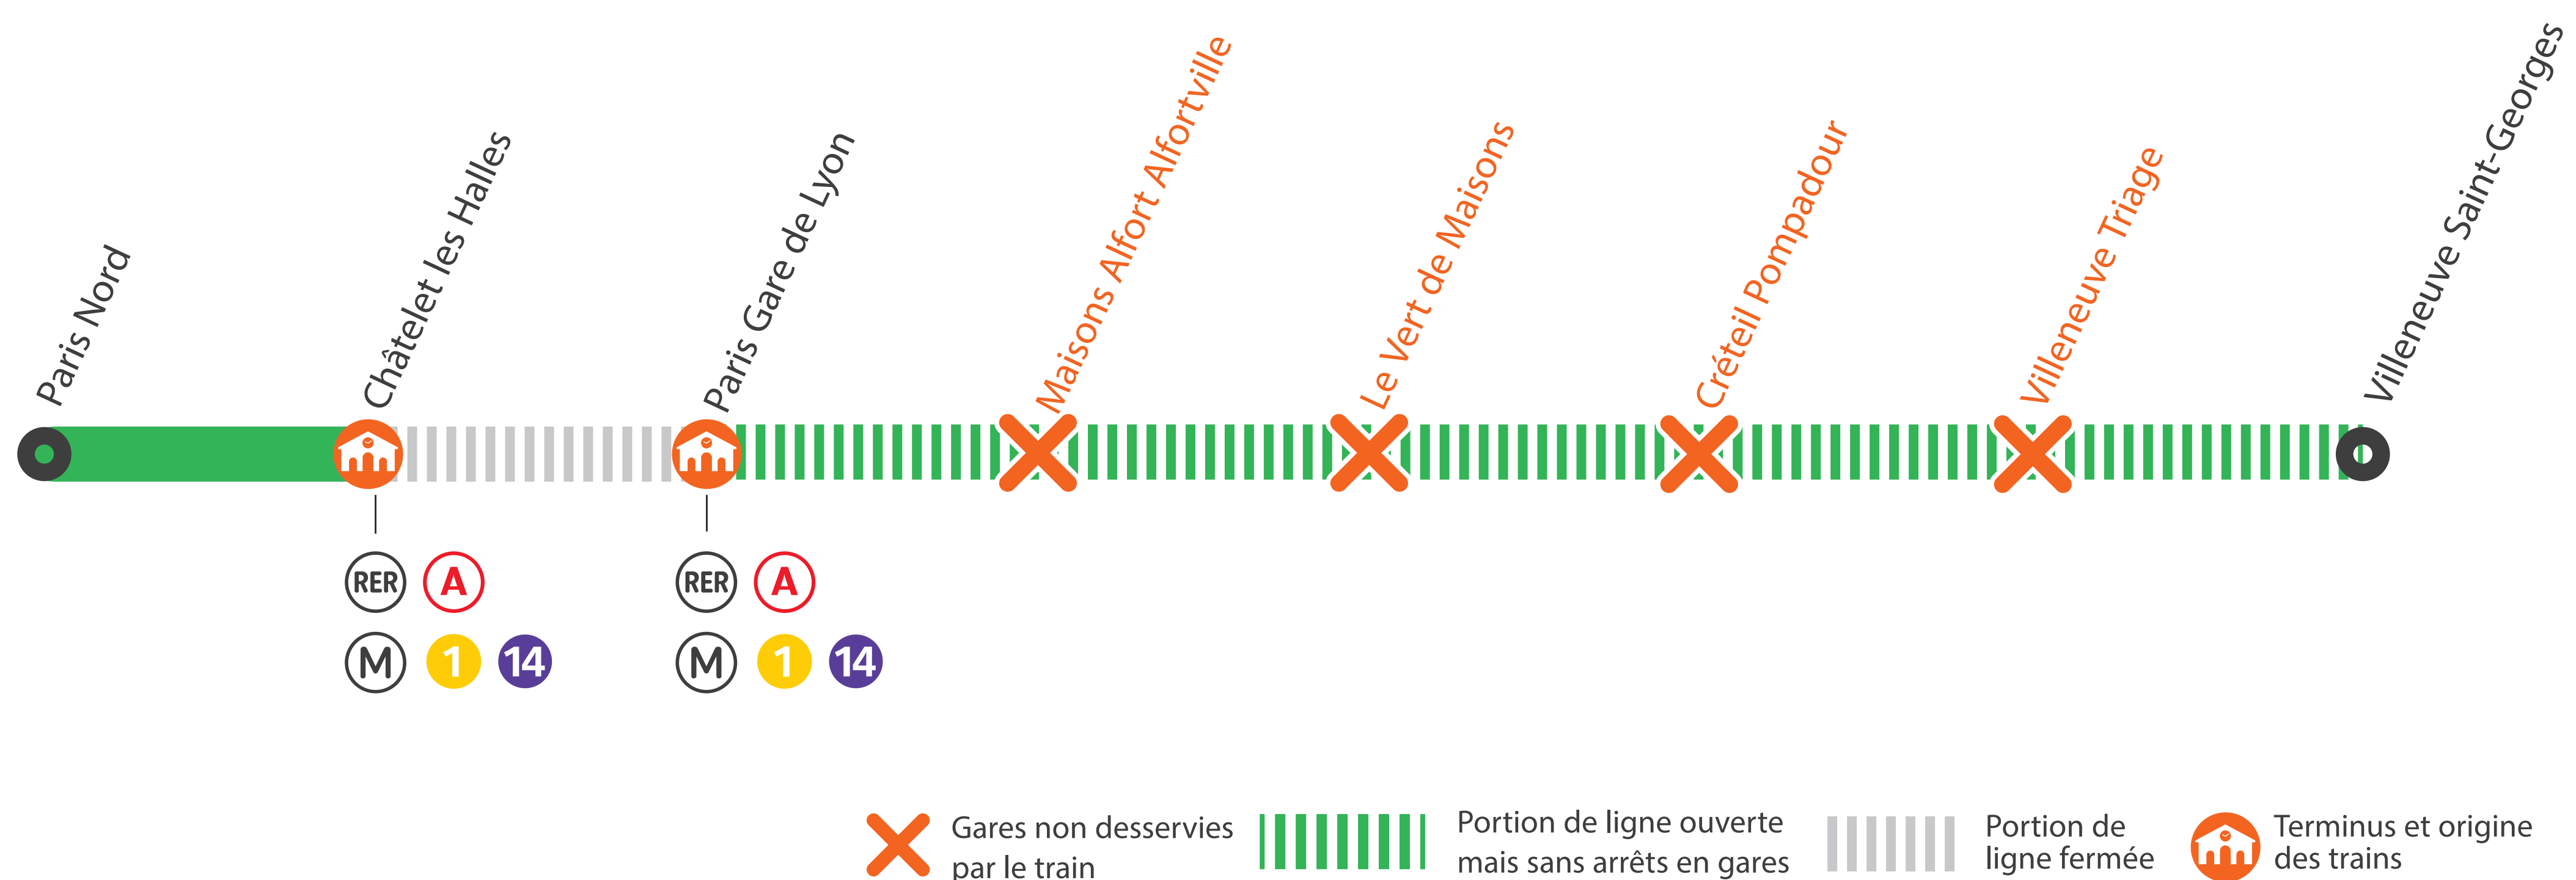 Paris Nord
Châtelet les Halles
Paris Gare de Lyon
Maisons Alfort Alfortville
Le Vert de Maisons
Créteil Pompadour
Villeneuve Triage
Villeneuve Saint-Georges
RER A
M 1 14
RER A
M 1 14
Gares non desservies
par le train
Portion de ligne ouverte
mais sans arrêts en gares
Portion de
ligne fermée
Terminus et origine
des trains